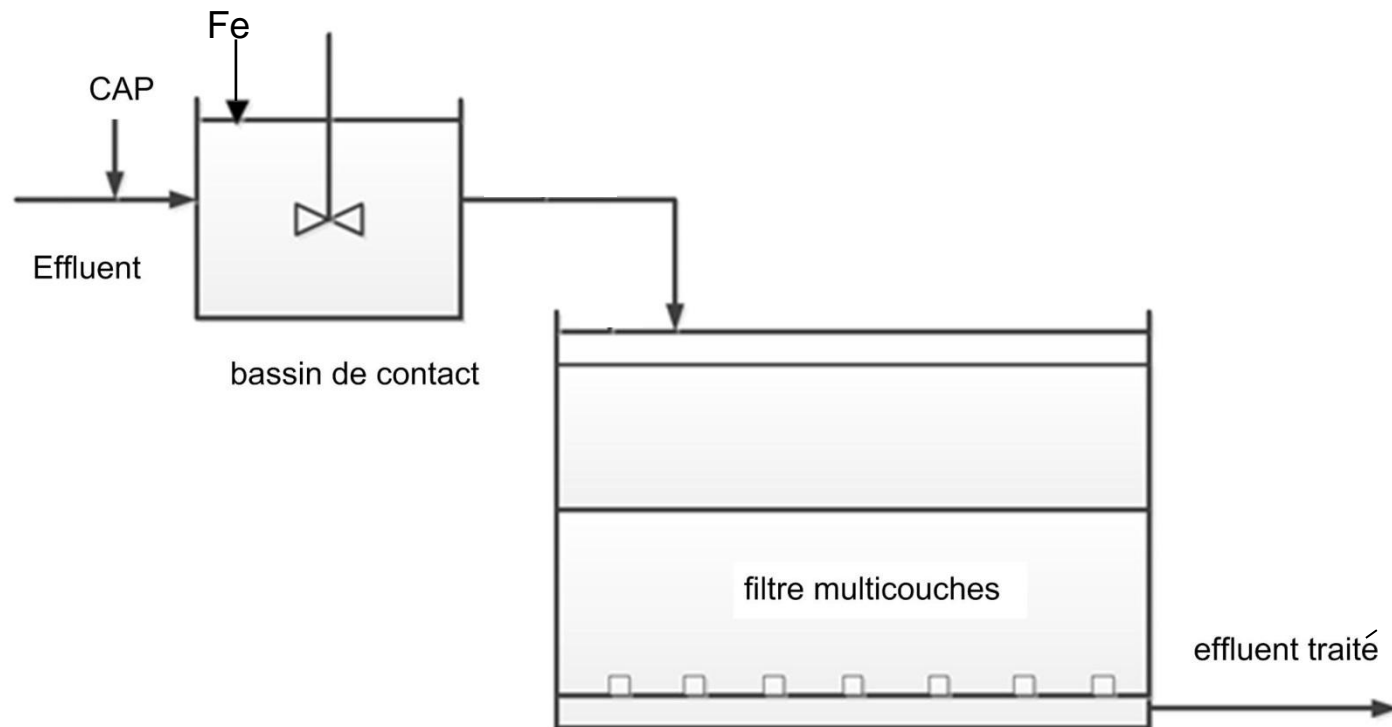 Fe
CAP
Effluent
bassin de contact
filtre multicouches
effluent traité